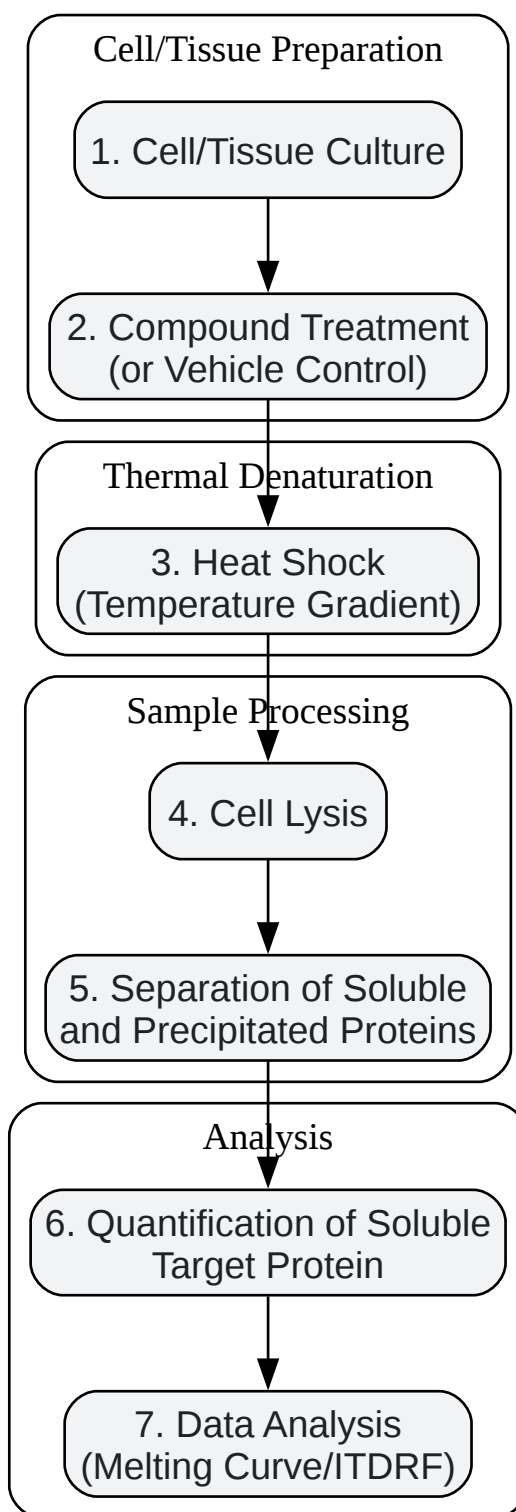 Cell/Tissue Preparation
1. Cell/Tissue Culture
2. Compound Treatment
(or Vehicle Control)
Thermal Denaturation
3. Heat Shock
(Temperature Gradient)
Sample Processing
4. Cell Lysis
5. Separation of Soluble
and Precipitated Proteins
Analysis
6. Quantification of Soluble
Target Protein
7. Data Analysis
(Melting Curve/ITDRF)